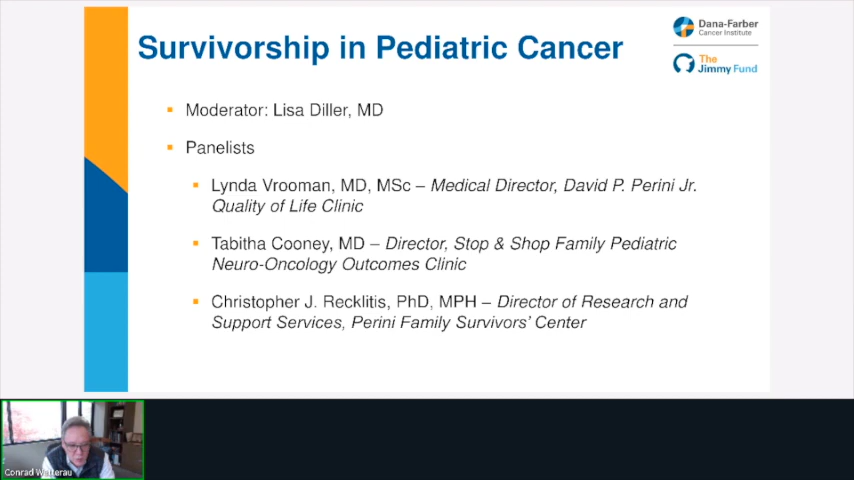 Survivorship in Pediatric Cancer
Dana-Farber
Cancer Institute
The
Jimmy Fund
Moderator: Lisa Diller, MD
Panelists
Lynda Vrooman, MD, MSc – Medical Director, David P. Perini Jr.
Quality of Life Clinic
Tabitha Cooney, MD – Director, Stop & Shop Family Pediatric
Neuro-Oncology Outcomes Clinic
Christopher J. Recklitis, PhD, MPH – Director of Research and
Support Services, Perini Family Survivors' Center
Conrad